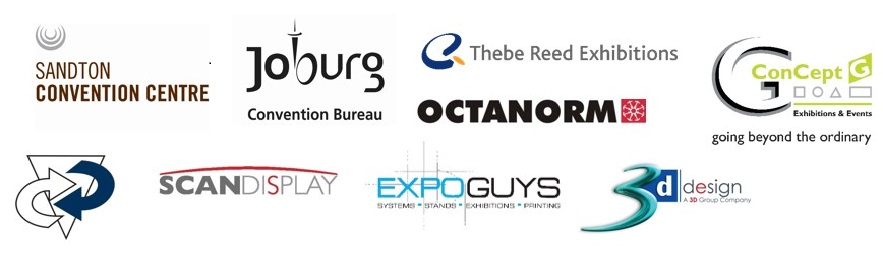 SANDTON
CONVENTION CENTRE
Joburg
Convention Bureau
Thebe Reed Exhibitions
OCTANORM
ConCept G
Exhibitions & Events
going beyond the ordinary
SCANDISPLAY
EXPOGUYS
SYSTEMS • STANDS • EXHIBITIONS • PRINTING
3d design
A 3D Group Company